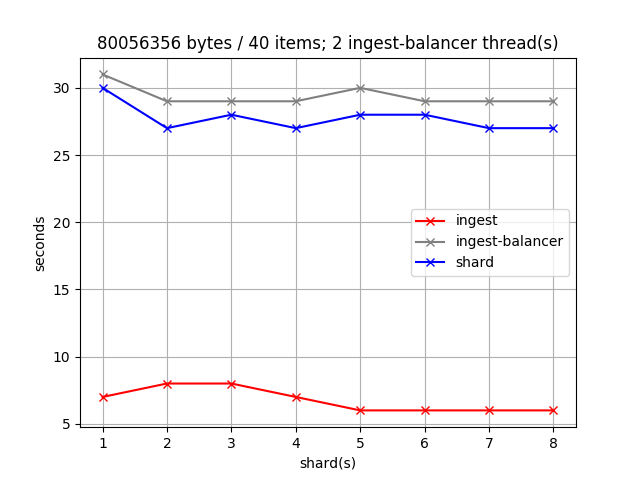 80056356 bytes / 40 items; 2 ingest-balancer thread(s)
30
25
20
15
10
5
seconds
ingest
ingest-balancer
shard
1 2 3 4 5 6 7 8
shard(s)